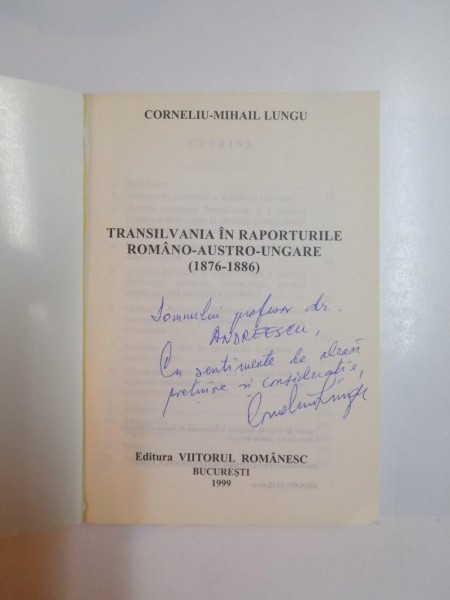 CORNELIU-MIHAIL LUNGU
TRANSILVANIA ÎN RAPORTURILE
ROMÂNO-AUSTRO-UNGARE
(1876-1886)
Domnului profesor dr.
ANDREESCU,
Cu sentimente de aleasă
prețuire și considerație,
Editura VIITORUL ROMÂNESC
BUCUREȘTI
1999